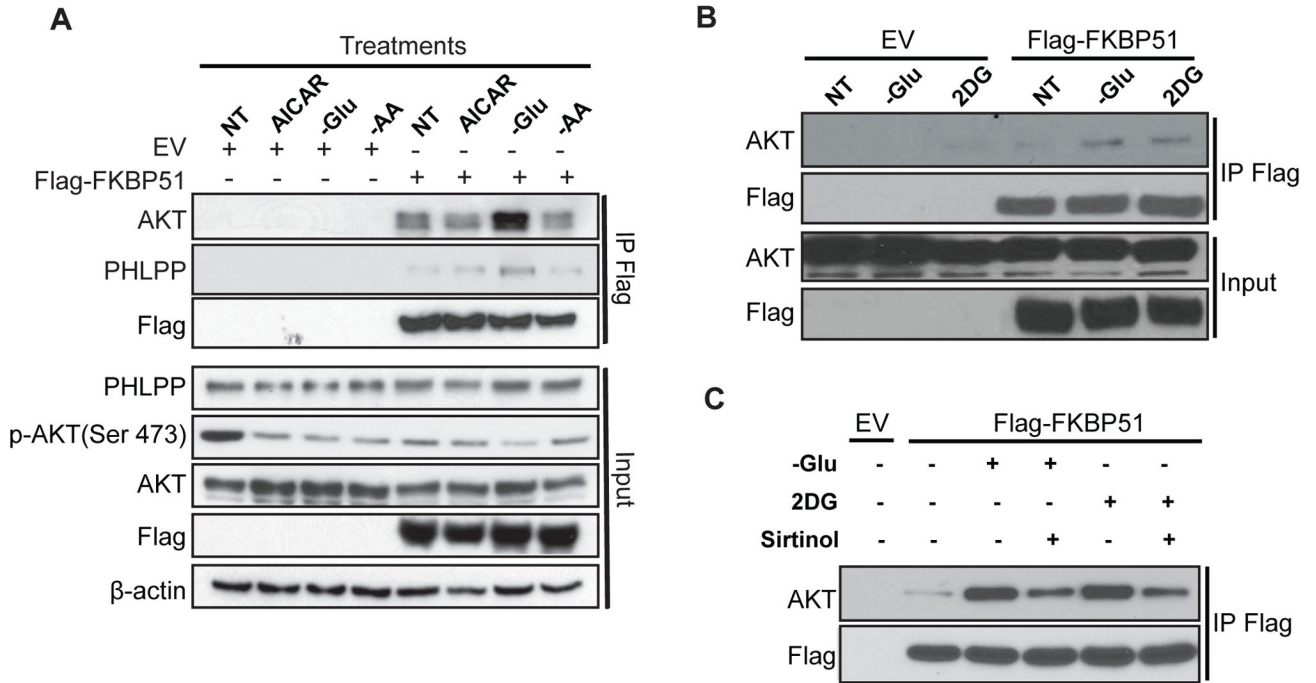 A
Treatments
NT AICAR -Glu -AA NT AICAR -Glu -AA
EV + + + + - - - -
Flag-FKBP51 - - - - + + + +
AKT
PHLPP
Flag
IP Flag
PHLPP
p-AKT(Ser 473)
AKT
Flag
β-actin
Input
B
EV Flag-FKBP51
NT -Glu 2DG NT -Glu 2DG
AKT
Flag
IP Flag
AKT
Flag
Input
C
EV Flag-FKBP51
-Glu - - + + - -
2DG - - - - + +
Sirtinol - - - + - +
AKT
Flag
IP Flag